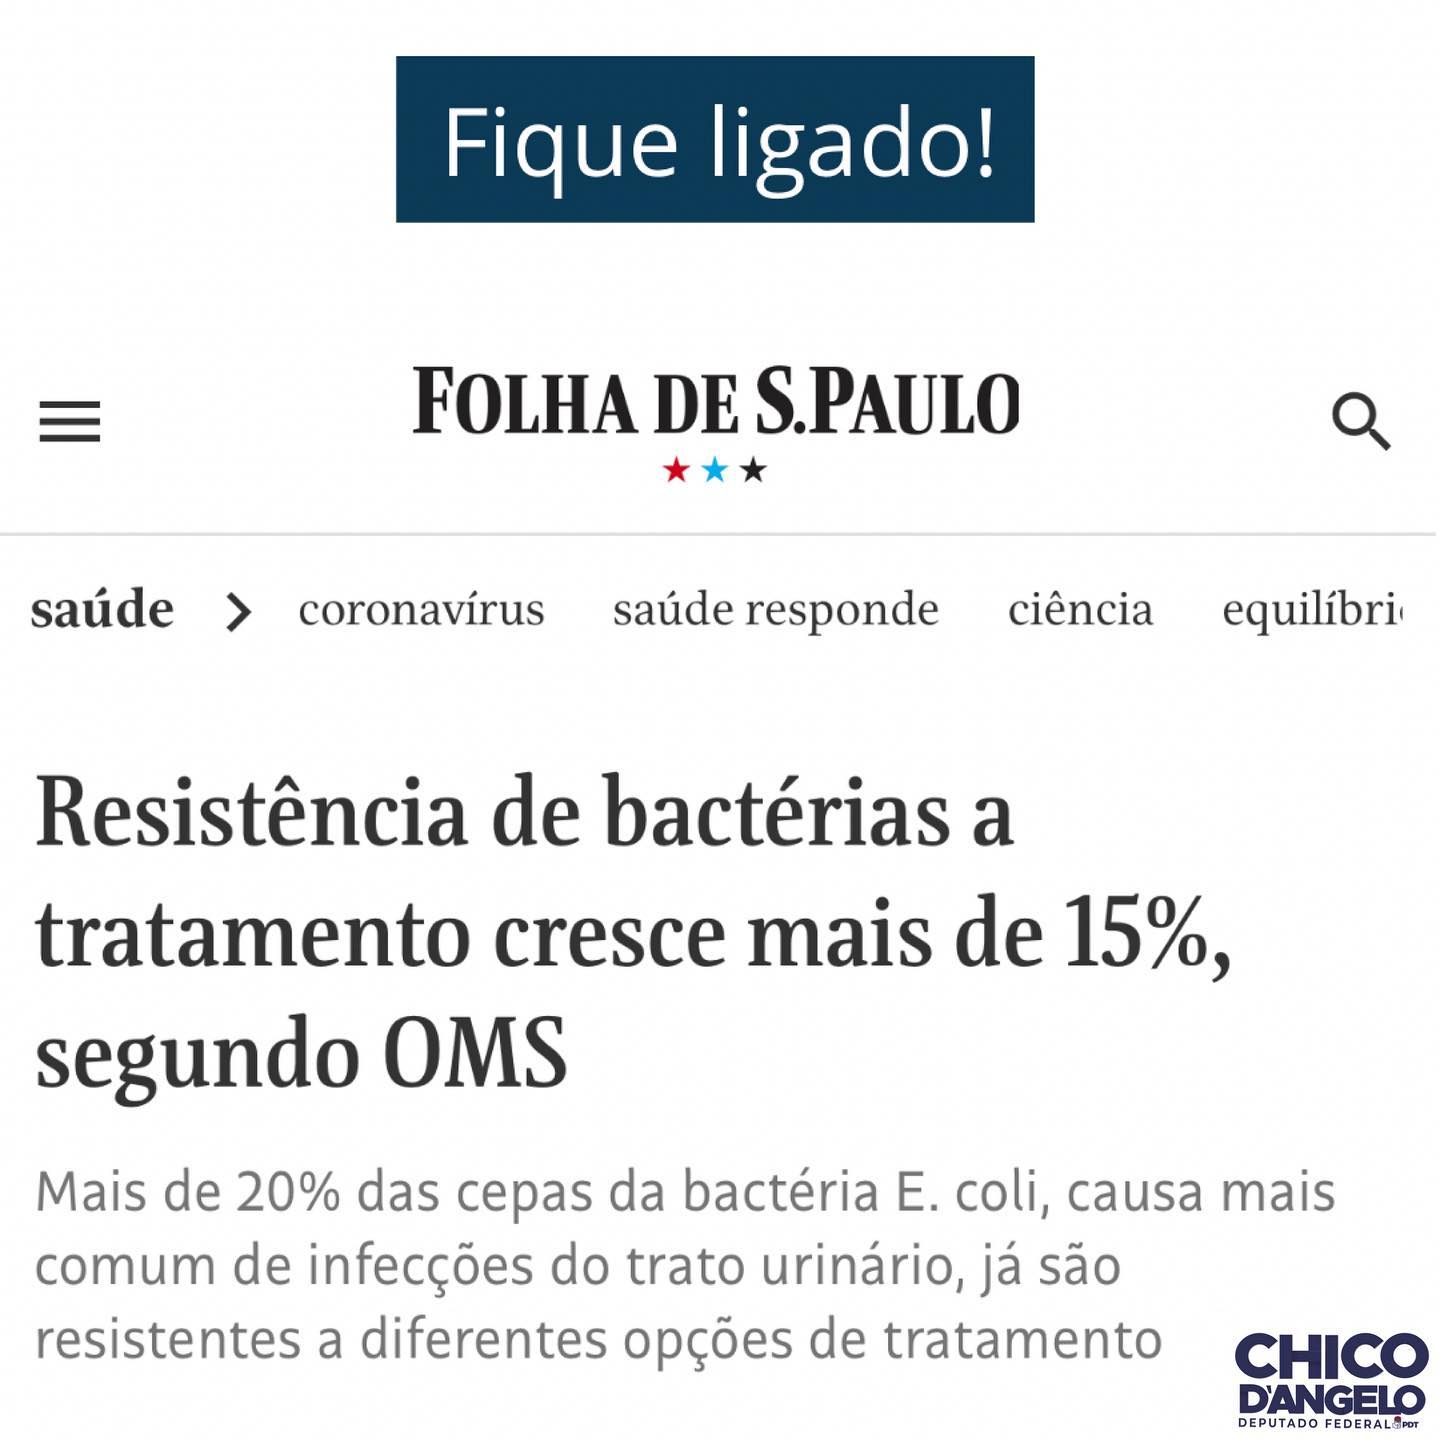 Fique ligado!
FOLHA DE S.PAULO
saúde coronavírus saúde responde ciência equilíbri
Resistência de bactérias a
tratamento cresce mais de 15%,
segundo OMS
Mais de 20% das cepas da bactéria E. coli, causa mais
comum de infecções do trato urinário, já são
resistentes a diferentes opções de tratamento
CHICO
D'ANGELO
DEPUTADO FEDERAL PDT